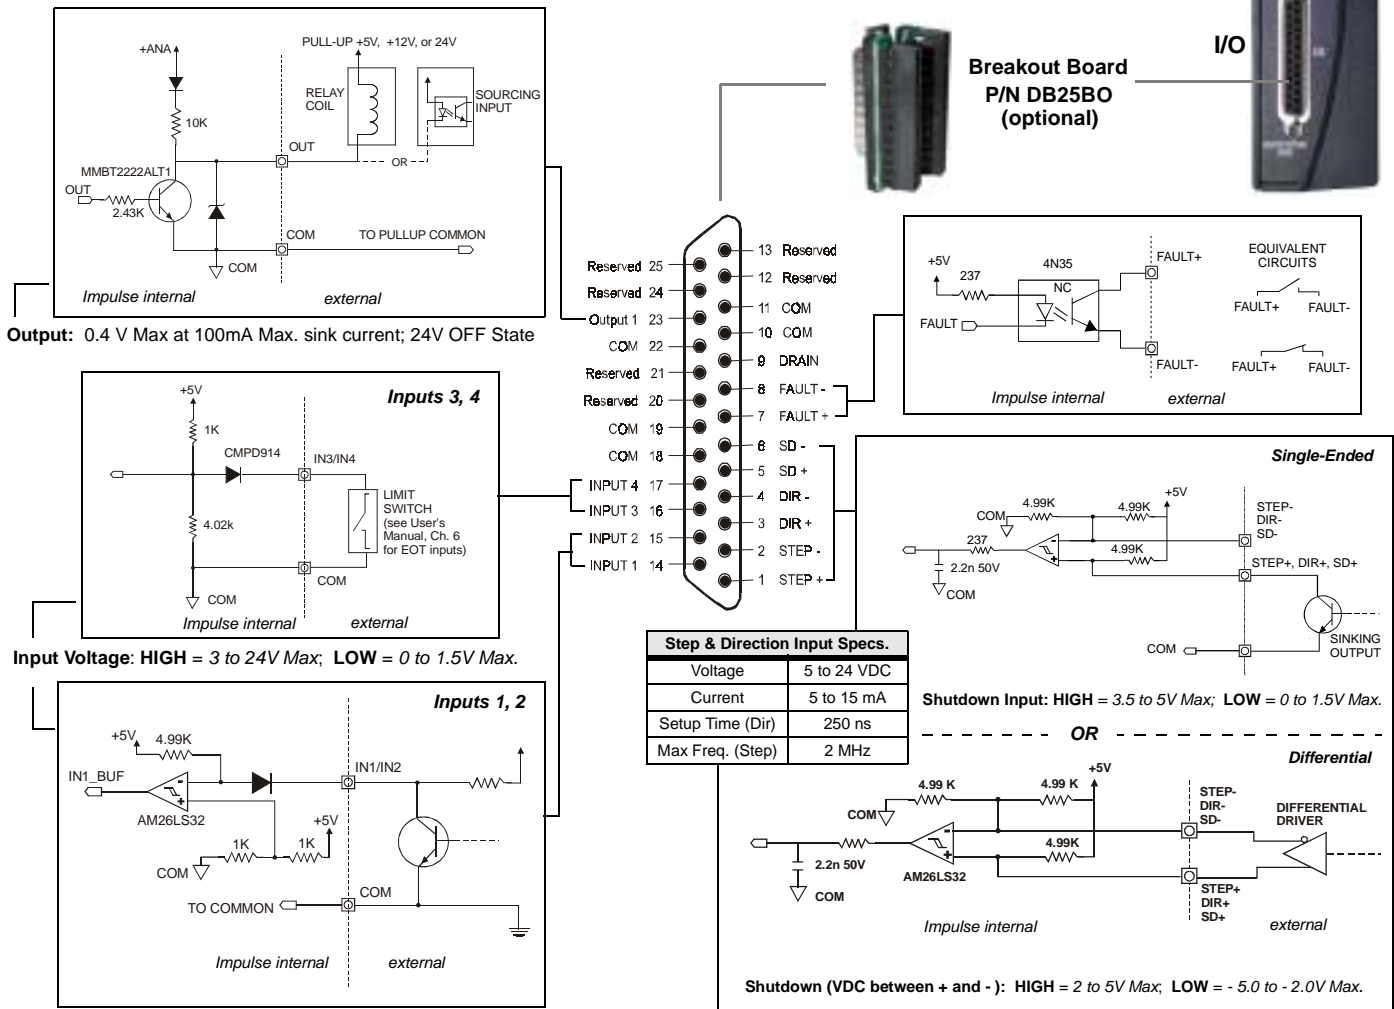 +ANA
PULL-UP +5V, +12V, or 24V
RELAY
COIL
SOURCING
INPUT
10K
OUT
OR
MMBT2222ALT1
OUT
2.43K
COM
TO PULLUP COMMON
COM
Impulse internal
external
Output: 0.4 V Max at 100mA Max. sink current; 24V OFF State
Breakout Board
P/N DB25BO
(optional)
I/O
+5V
Inputs 3, 4
1K
CMPD914
IN3/IN4
LIMIT
SWITCH
(see User's
Manual, Ch. 6
for EOT inputs)
4.02k
COM
COM
Impulse internal
external
Input Voltage: HIGH = 3 to 24V Max; LOW = 0 to 1.5V Max.
Inputs 1, 2
+5V
4.99K
IN1_BUF
IN1/IN2
AM26LS32
+5V
1K
1K
COM
COM
TO COMMON
Impulse internal
external
13 Reserved
Reserved 25
12 Reserved
Reserved 24
11 COM
Output 1 23
10 COM
COM 22
9 DRAIN
Reserved 21
8 FAULT -
Reserved 20
7 FAULT +
COM 19
6 SD -
COM 18
5 SD +
INPUT 4 17
4 DIR -
INPUT 3 16
3 DIR +
INPUT 2 15
2 STEP -
INPUT 1 14
1 STEP +
+5V
237
4N35
NC
FAULT
FAULT+
FAULT-
EQUIVALENT
CIRCUITS
FAULT+ FAULT-
FAULT+ FAULT-
Impulse internal
external
Step & Direction Input Specs.
Voltage 5 to 24 VDC
Current 5 to 15 mA
Setup Time (Dir) 250 ns
Max Freq. (Step) 2 MHz
Single-Ended
4.99K
4.99K
+5V
COM
237
4.99K
2.2n 50V
COM
STEP-
DIR-
SD-
STEP+, DIR+, SD+
SINKING
OUTPUT
COM
Shutdown Input: HIGH = 3.5 to 5V Max; LOW = 0 to 1.5V Max.
OR
Differential
4.99 K
4.99 K
+5V
COM
4.99K
2.2n 50V
COM
AM26LS32
STEP-
DIR-
SD-
DIFFERENTIAL
DRIVER
STEP+
DIR+
SD+
Impulse internal
external
Shutdown (VDC between + and - ): HIGH = 2 to 5V Max; LOW = - 5.0 to - 2.0V Max.